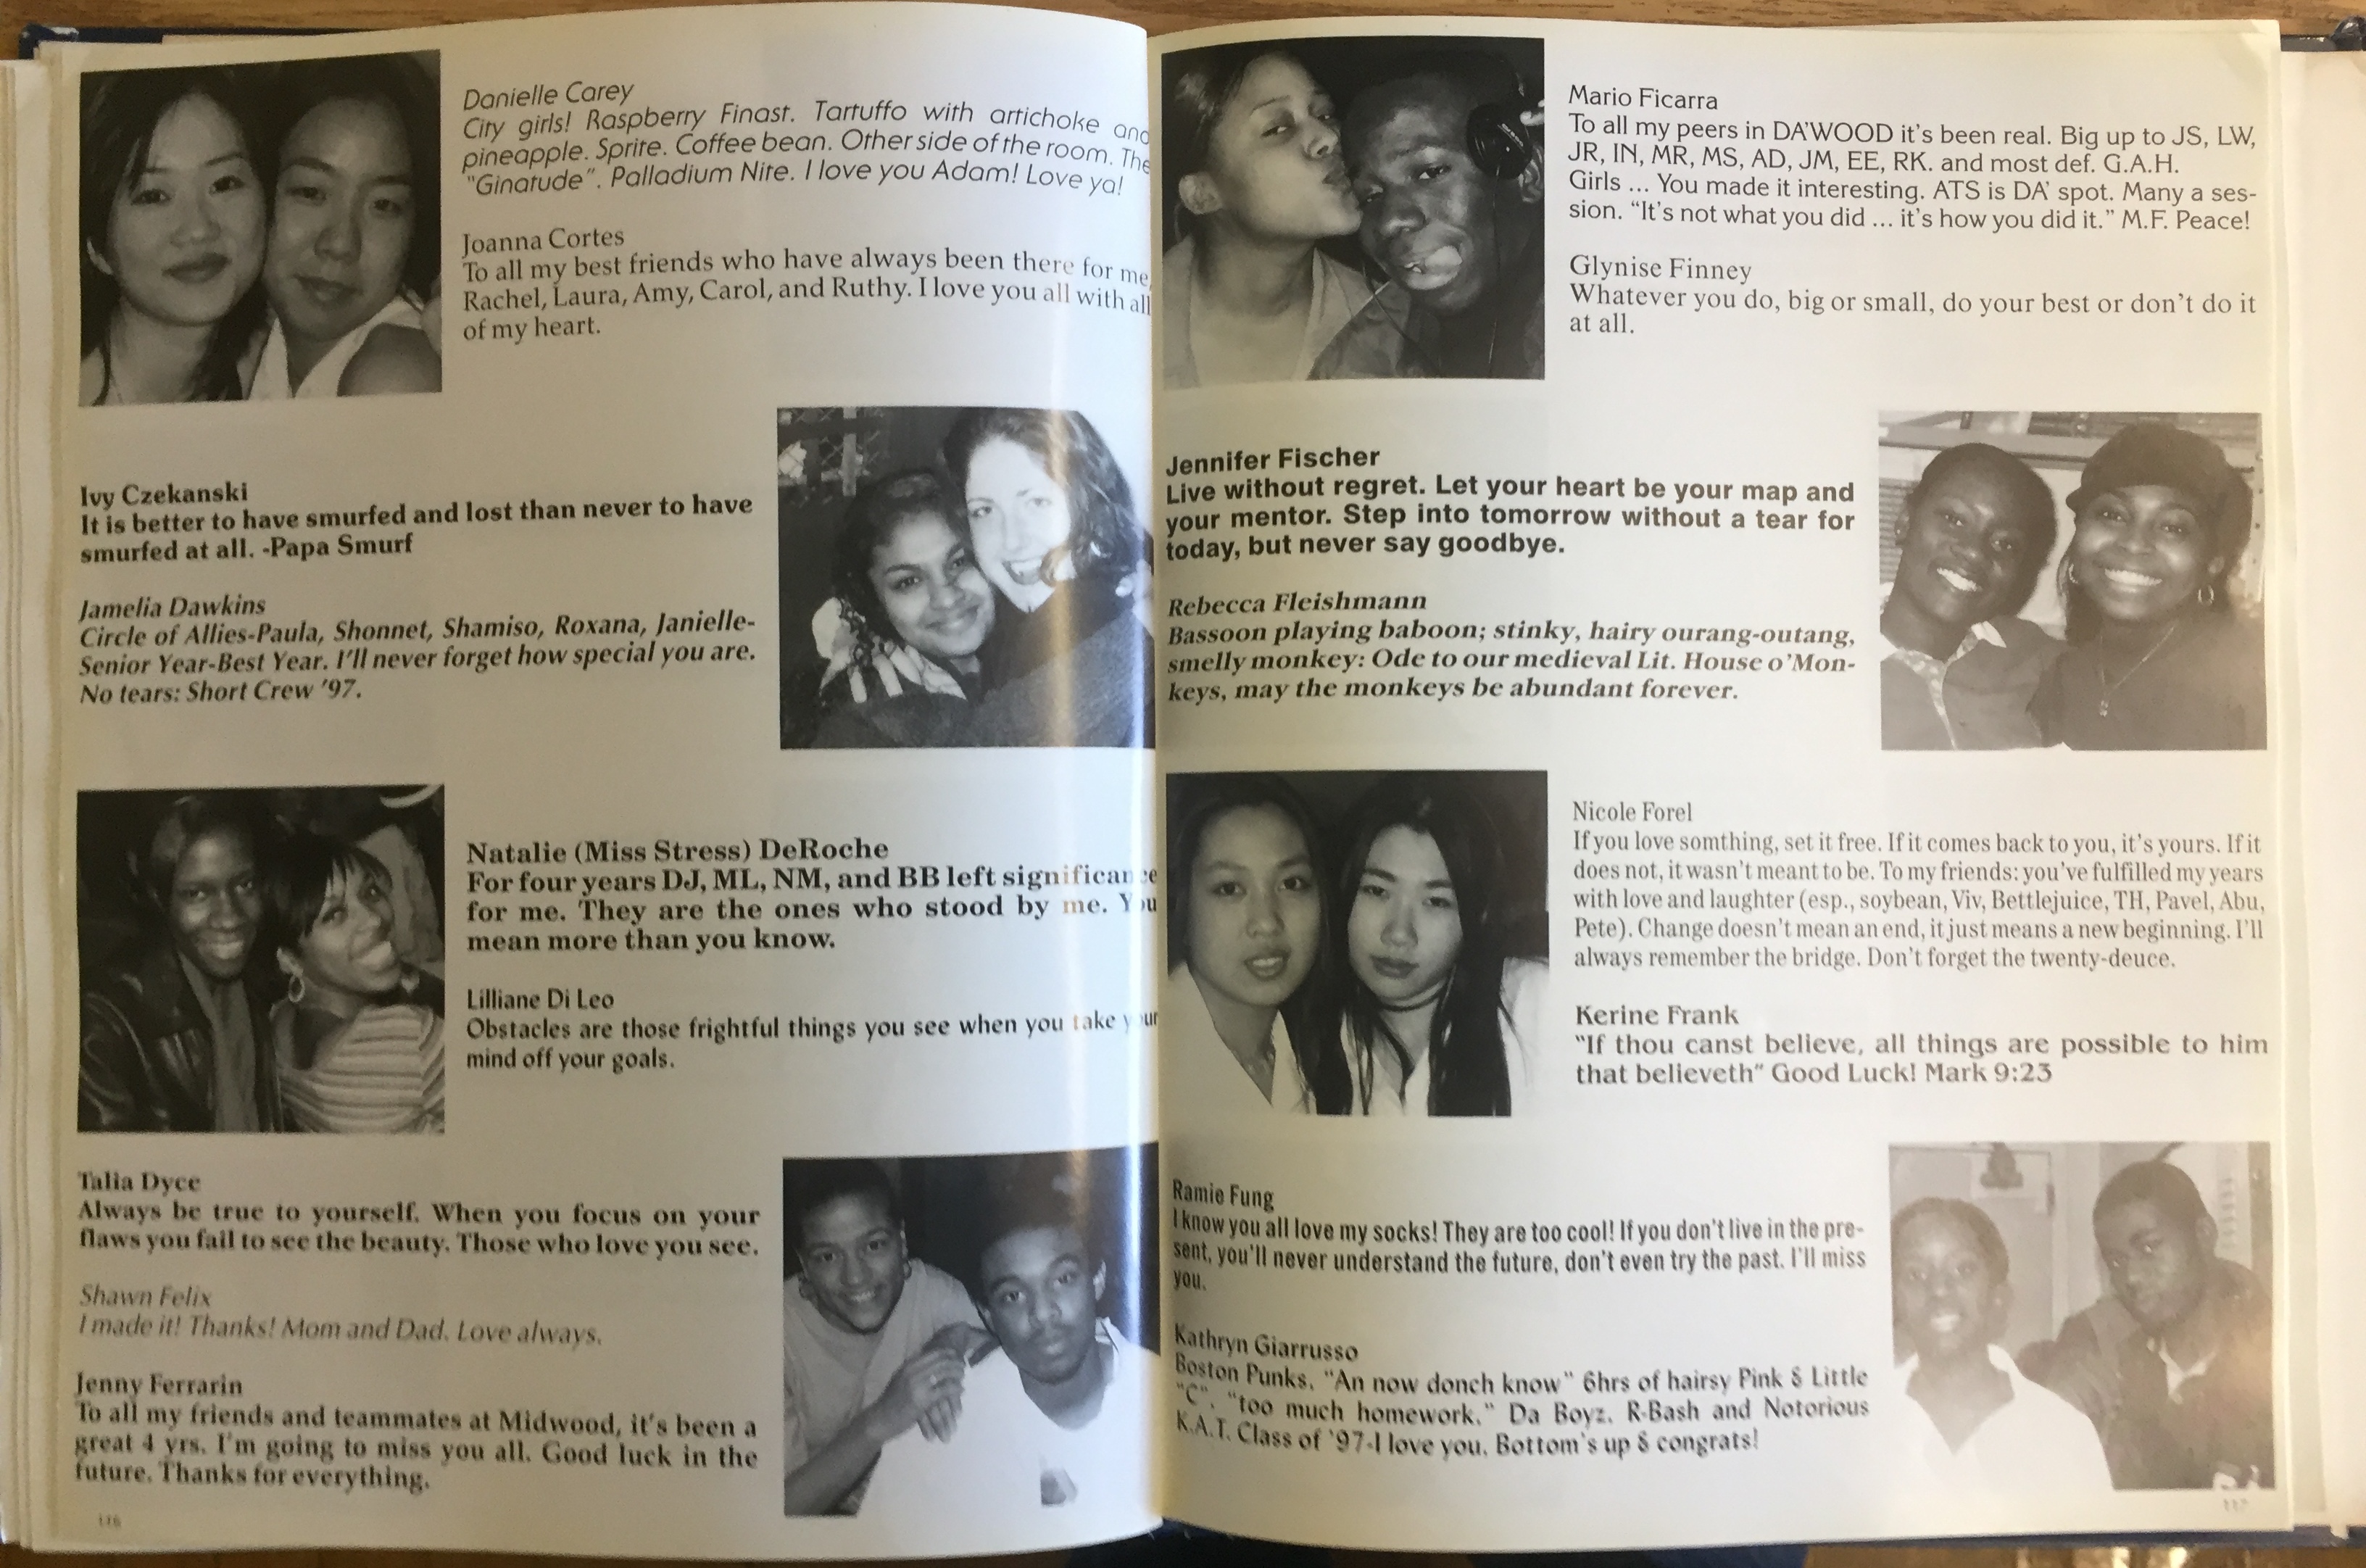 Danielle Carey
City girls! Raspberry Finast. Tartuffo with artichoke and
pineapple. Sprite. Coffee bean. Other side of the room. The
"Ginatude". Palladium Nite. I love you Adam! Love ya!
Joanna Cortes
To all my best friends who have always been there for me,
Rachel, Laura, Amy, Carol, and Ruthy. I love you all with all
of my heart.
Ivy Czekanski
It is better to have smurfed and lost than never to have
smurfed at all. -Papa Smurf
Jamelia Dawkins
Circle of Allies-Paula, Shonnet, Shamiso, Roxana, Janielle-
Senior Year-Best Year. I'll never forget how special you are.
No tears: Short Crew '97.
Natalie (Miss Stress) DeRoche
For four years DJ, ML, NM, and BB left significance
for me. They are the ones who stood by me. You
mean more than you know.
Lilliane Di Leo
Obstacles are those frightful things you see when you take your
mind off your goals.
Talia Dyce
Always be true to yourself. When you focus on your
flaws you fail to see the beauty. Those who love you see.
Shawn Felix
I made it! Thanks! Mom and Dad. Love always.
Jenny Ferrarin
To all my friends and teammates at Midwood, it's been a
great 4 yrs. I'm going to miss you all. Good luck in the
future. Thanks for everything.
116
Mario Ficarra
To all my peers in DA'WOOD it's been real. Big up to JS, LW,
JR, IN, MR, MS, AD, JM, EE, RK. and most def. G.A.H.
Girls ... You made it interesting. ATS is DA' spot. Many a ses-
sion. "It's not what you did ... it's how you did it." M.F. Peace!
Glynise Finney
Whatever you do, big or small, do your best or don't do it
at all.
Jennifer Fischer
Live without regret. Let your heart be your map and
your mentor. Step into tomorrow without a tear for
today, but never say goodbye.
Rebecca Fleishmann
Bassoon playing baboon; stinky, hairy ourang-outang,
smelly monkey: Ode to our medieval Lit. House o'Mon-
keys, may the monkeys be abundant forever.
Nicole Forel
If you love somthing, set it free. If it comes back to you, it's yours. If it
does not, it wasn't meant to be. To my friends: you've fulfilled my years
with love and laughter (esp., soybean, Viv, Bettlejuice, TH, Pavel, Abu,
Pete). Change doesn't mean an end, it just means a new beginning. I'll
always remember the bridge. Don't forget the twenty-deuce.
Kerine Frank
"If thou canst believe, all things are possible to him
that believeth" Good Luck! Mark 9:23
Ramie Fung
I know you all love my socks! They are too cool! If you don't live in the pre-
sent, you'll never understand the future, don't even try the past. I'll miss
you.
Kathryn Giarrusso
Boston Punks. "An now donch know" 6hrs of hairsy Pink & Little
"C". "too much homework." Da Boyz. R-Bash and Notorious
K.A.T. Class of '97-I love you. Bottom's up & congrats!
117